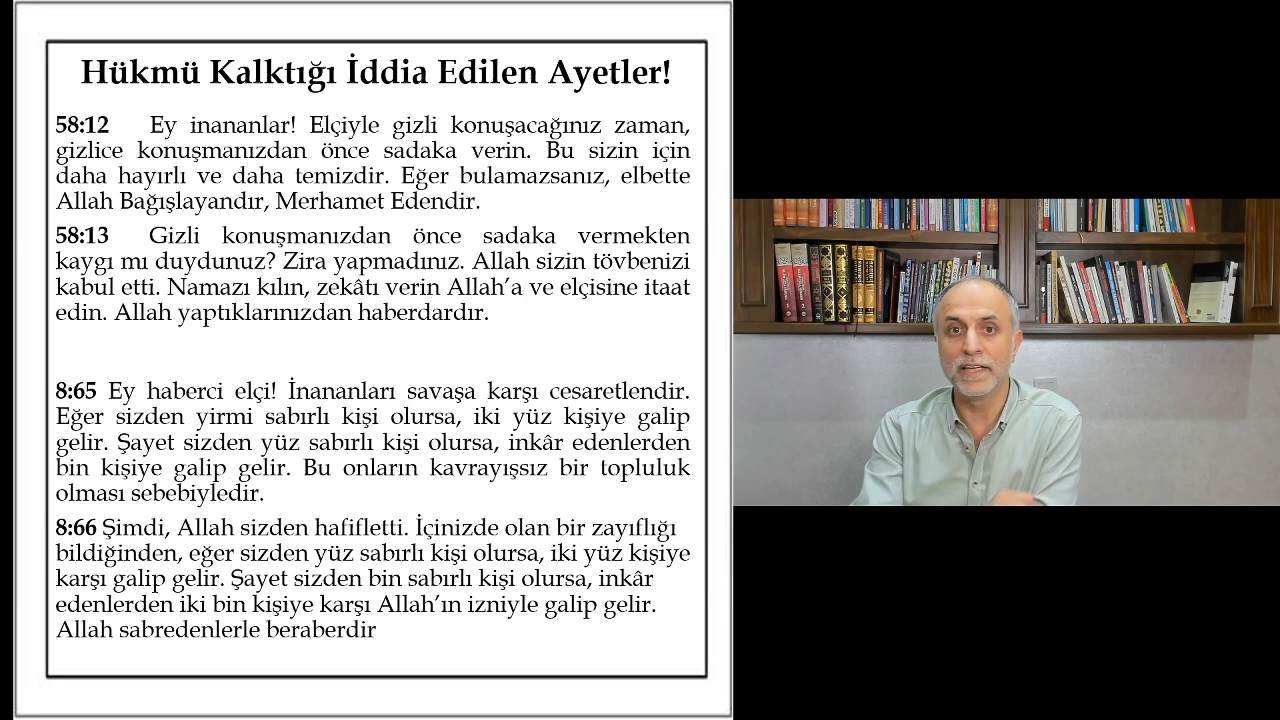 Hükmü Kalktığı İddia Edilen Ayetler!
58:12 Ey inananlar! Elçiyle gizli konuşacağınız zaman,
gizlice konuşmanızdan önce sadaka verin. Bu sizin için
daha hayırlı ve daha temizdir. Eğer bulamazsanız, elbette
Allah Bağışlayandır, Merhamet Edendir.
58:13 Gizli konuşmanızdan önce sadaka vermekten
kaygı mı duydunuz? Zira yapmadınız. Allah sizin tövbenizi
kabul etti. Namazı kılın, zekâtı verin Allah’a ve elçisine itaat
edin. Allah yaptıklarınızdan haberdardır.
8:65 Ey haberci elçi! İnananları savaşa karşı cesaretlendir.
Eğer sizden yirmi sabırlı kişi olursa, iki yüz kişiye galip
gelir. Şayet sizden yüz sabırlı kişi olursa, inkâr edenlerden
bin kişiye galip gelir. Bu onların kavrayışsız bir topluluk
olması sebebiyledir.
8:66 Şimdi, Allah sizden hafifletti. İçinizde olan bir zayıflığı
bildiğinden, eğer sizden yüz sabırlı kişi olursa, iki yüz kişiye
karşı galip gelir. Şayet sizden bin sabırlı kişi olursa, inkâr
edenlerden iki bin kişiye karşı Allah’ın izniyle galip gelir.
Allah sabredenlerle beraberdir